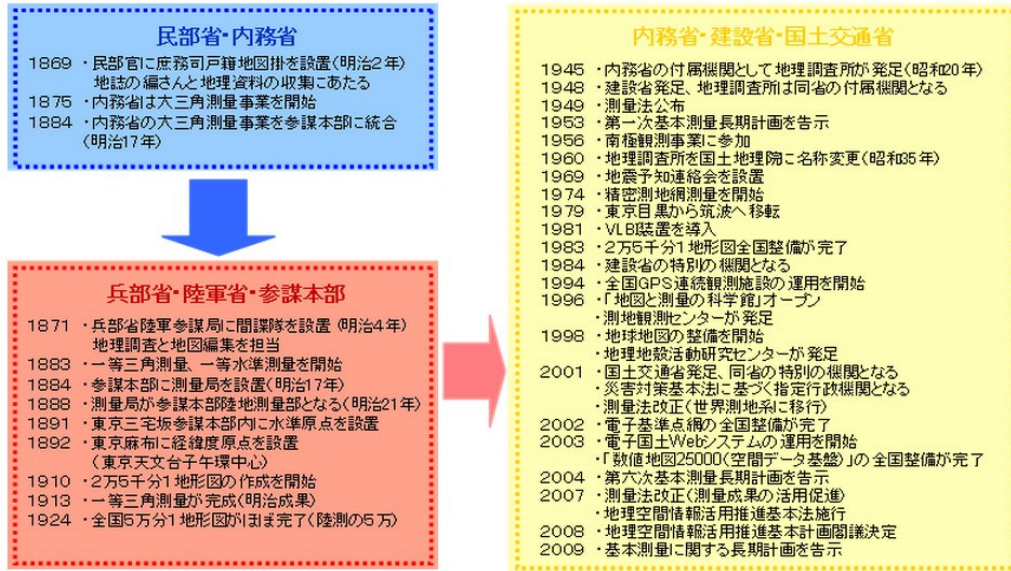 民部省・内務省
1869 ・民部官に庶務司戸籍地図掛を設置(明治2年)
地誌の編さんと地理資料の収集にあたる
1875 ・内務省は大三角測量事業を開始
1884 ・内務省の大三角測量事業を参謀本部に統合
(明治17年)
兵部省・陸軍省・参謀本部
1871 ・兵部省陸軍参謀局に間諜隊を設置 (明治4年)
地理調査と地図編集を担当
1883 ・一等三角測量、一等水準測量を開始
1884 ・参謀本部に測量局を設置(明治17年)
1888 ・測量局が参謀本部陸地測量部となる(明治21年)
1891 ・東京三宅坂参謀本部内に水準原点を設置
1892 ・東京麻布に経緯度原点を設置
(東京天文台子午環中心)
1910 ・2万5千分1地形図の作成を開始
1913 ・一等三角測量が完成(明治成果)
1924 ・全国5万分1地形図がほぼ完了(陸測の5万)
内務省・建設省・国土交通省
1945 ・内務省の付属機関として地理調査所が発足(昭和20年)
1948 ・建設省発足、地理調査所は同省の付属機関となる
1949 ・測量法公布
1953 ・第一次基本測量長期計画を告示
1956 ・南極観測事業に参加
1960 ・地理調査所を国土地理院に名称変更(昭和35年)
1969 ・地震予知連絡会を設置
1974 ・精密測地網測量を開始
1979 ・東京目黒から筑波へ移転
1981 ・VLBI装置を導入
1983 ・2万5千分1地形図全国整備が完了
1984 ・建設省の特別の機関となる
1994 ・全国GPS連続観測施設の運用を開始
1996 ・「地図と測量の科学館」オープン
・測地観測センターが発足
1998 ・地球地図の整備を開始
・地理地殻活動研究センターが発足
2001 ・国土交通省発足、同省の特別の機関となる
・災害対策基本法に基づく指定行政機関となる
・測量法改正(世界測地系に移行)
2002 ・電子基準点網の全国整備が完了
2003 ・電子国土Webシステムの運用を開始
・「数値地図25000(空間データ基盤)」の全国整備が完了
2004 ・第六次基本測量長期計画を告示
2007 ・測量法改正(測量成果の活用促進)
・地理空間情報活用推進基本法施行
2008 ・地理空間情報活用推進基本計画閣議決定
2009 ・基本測量に関する長期計画を告示